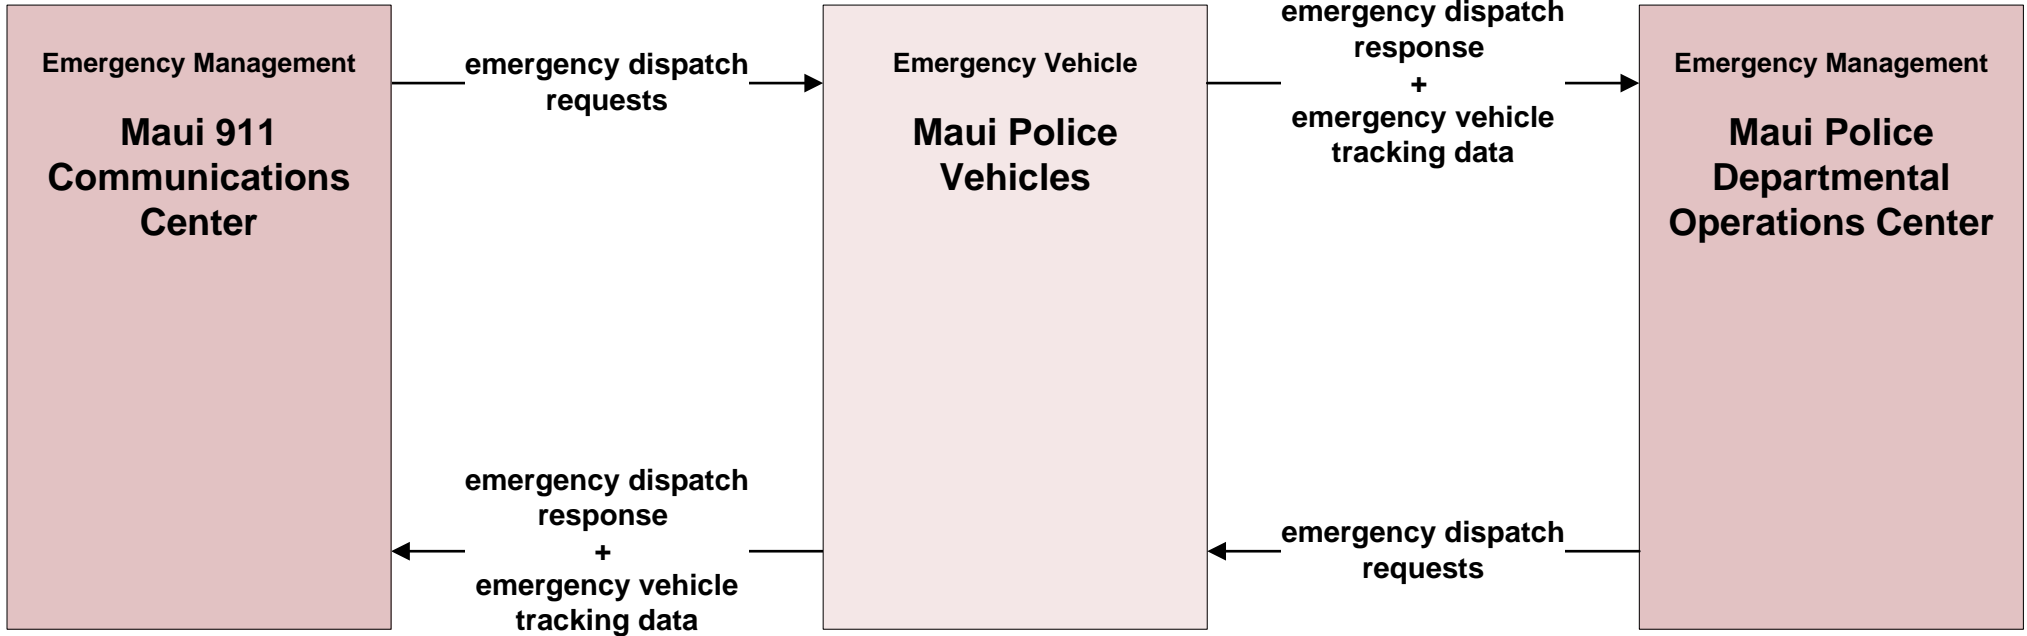 Emergency Management
Maui 911
Communications
Center
emergency dispatch
requests
Emergency Vehicle
Maui Police
Vehicles
emergency dispatch
response
+
emergency vehicle
tracking data
Emergency Management
Maui Police
Departmental
Operations Center
emergency dispatch
response
+
emergency vehicle
tracking data
emergency dispatch
requests